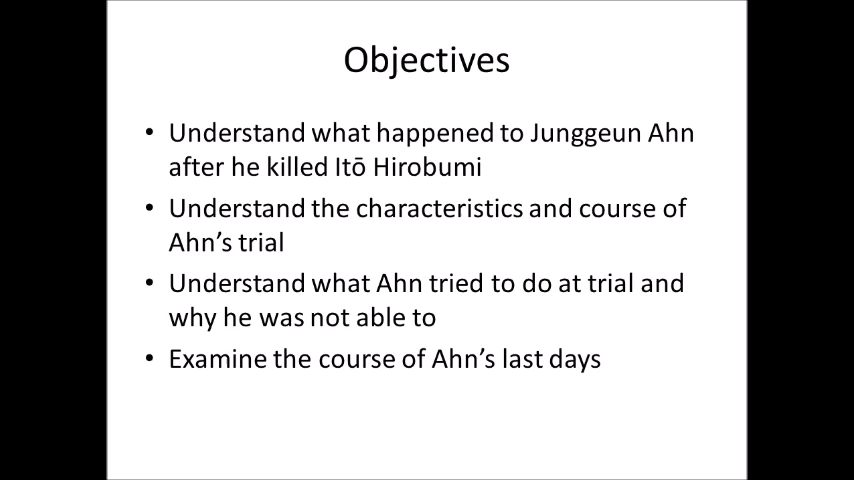 Objectives
• Understand what happened to Junggeun Ahn
after he killed Itō Hirobumi
• Understand the characteristics and course of
Ahn’s trial
• Understand what Ahn tried to do at trial and
why he was not able to
• Examine the course of Ahn’s last days